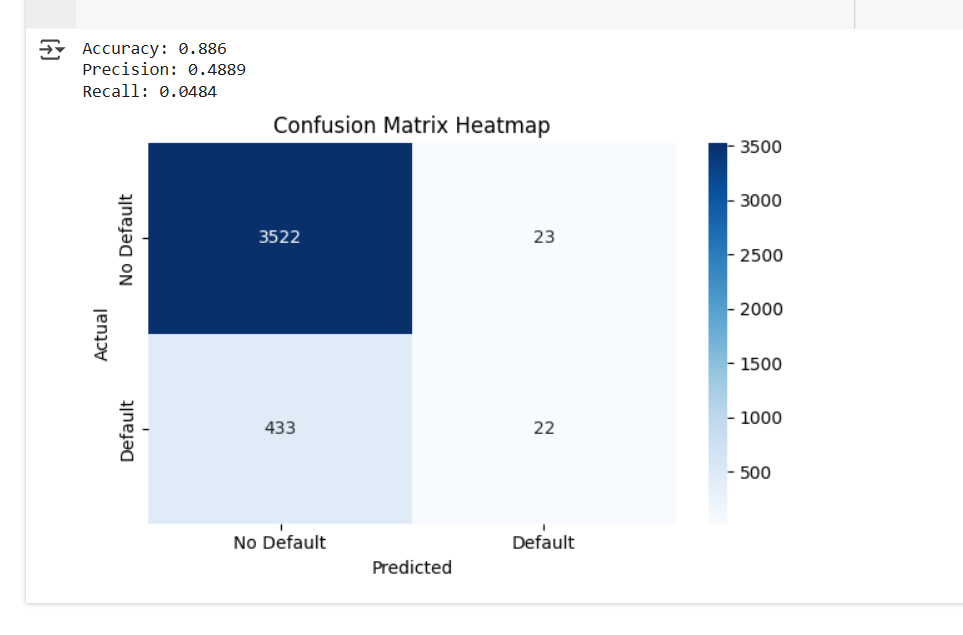 Accuracy: 0.886
Precision: 0.4889
Recall: 0.0484
Confusion Matrix Heatmap
3500
3000
2500
2000
1500
1000
500
Actual
No Default
Default
3522
23
433
22
No Default
Default
Predicted